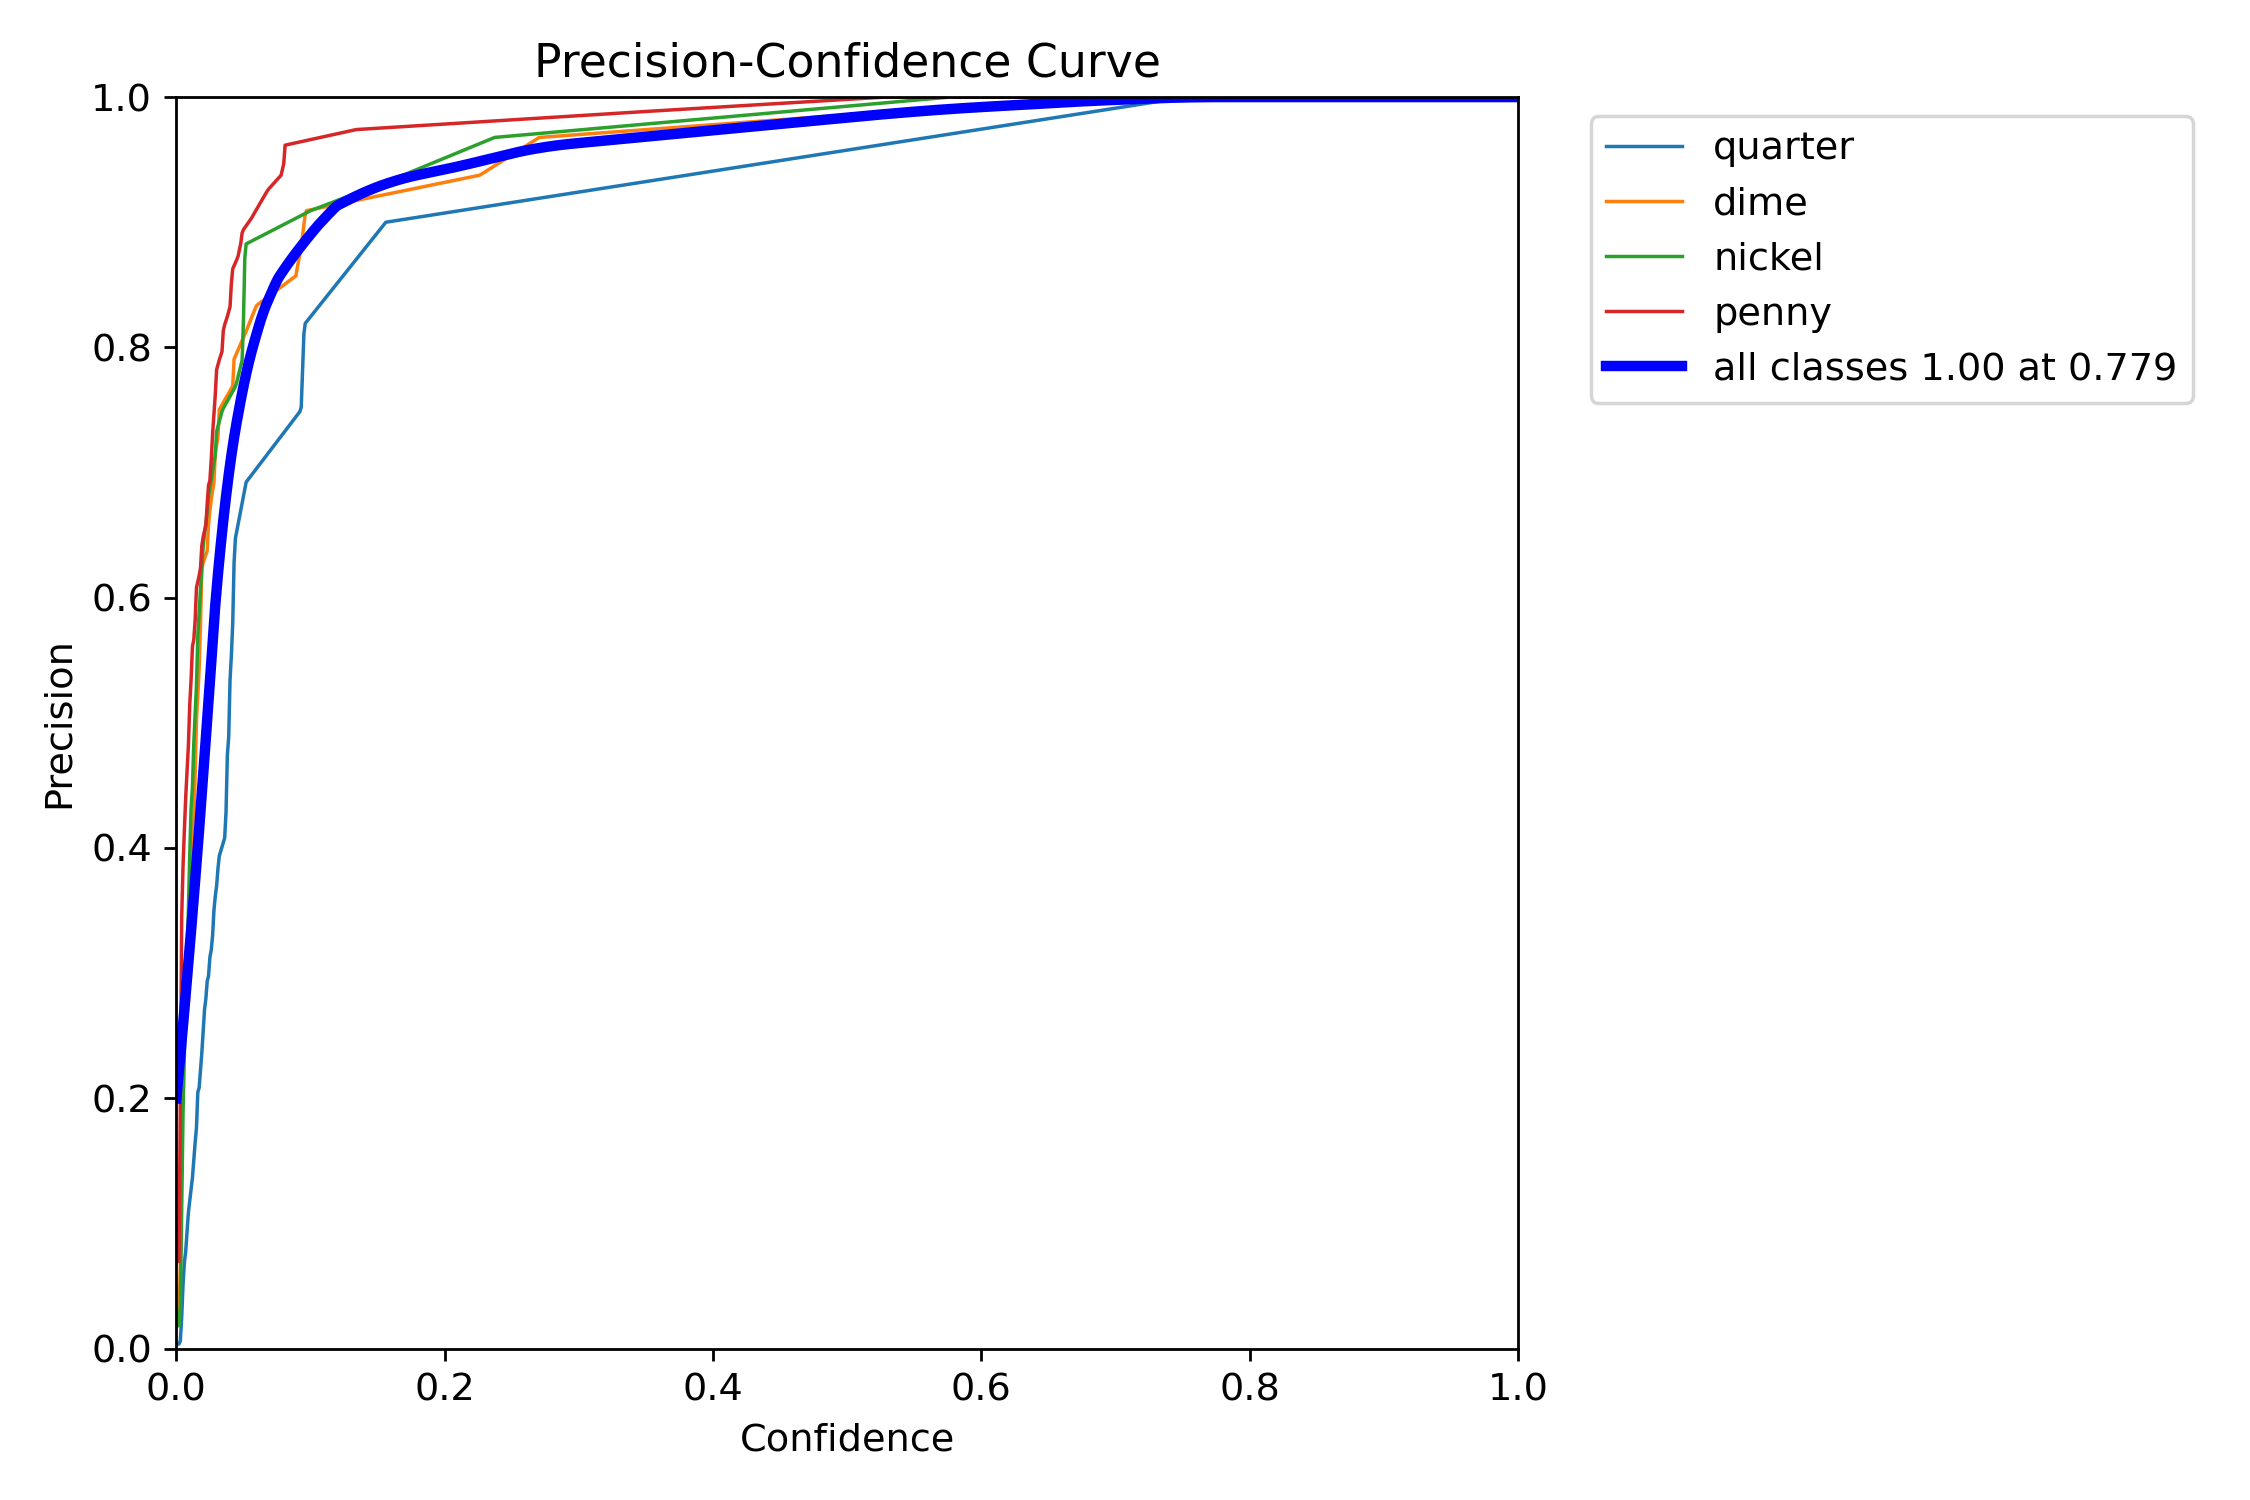 Precision-Confidence Curve
1.0
0.8
0.6
0.4
0.2
0.0
Precision
0.0 0.2 0.4 0.6 0.8 1.0
Confidence
quarter
dime
nickel
penny
all classes 1.00 at 0.779